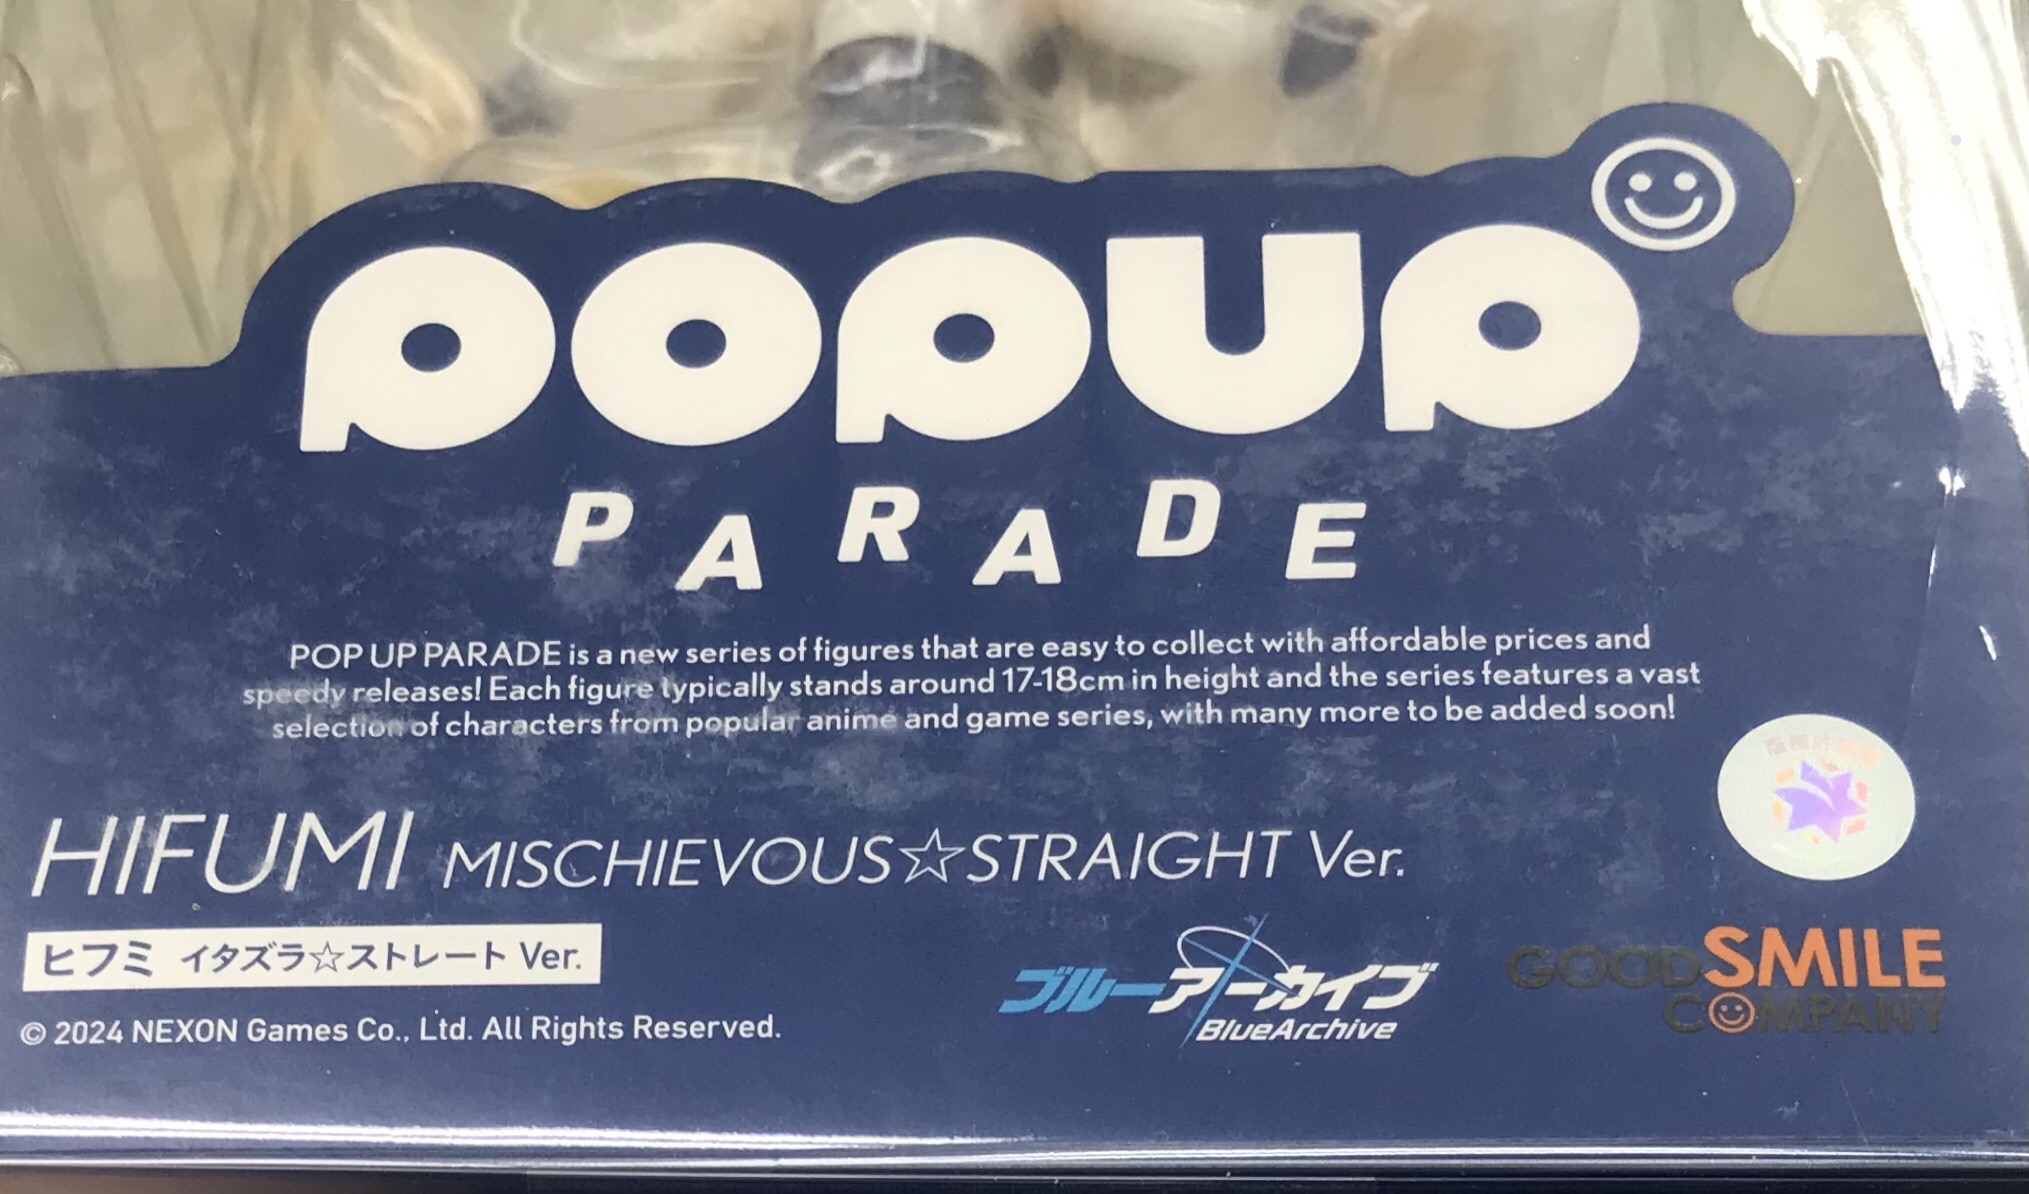 POPUP
PARADE
POP UP PARADE is a new series of figures that are easy to collect with affordable prices and
speedy releases! Each figure typically stands around 17-18cm in height and the series features a vast
selection of characters from popular anime and game series, with many more to be added soon!
HIFUMI MISCHIEVOUS☆STRAIGHT Ver.
ヒフミ イタズラ☆ストレート Ver.
© 2024 NEXON Games Co., Ltd. All Rights Reserved.
ブルーアーカイブ
BlueArchive
GOODSMILE
COMPANY